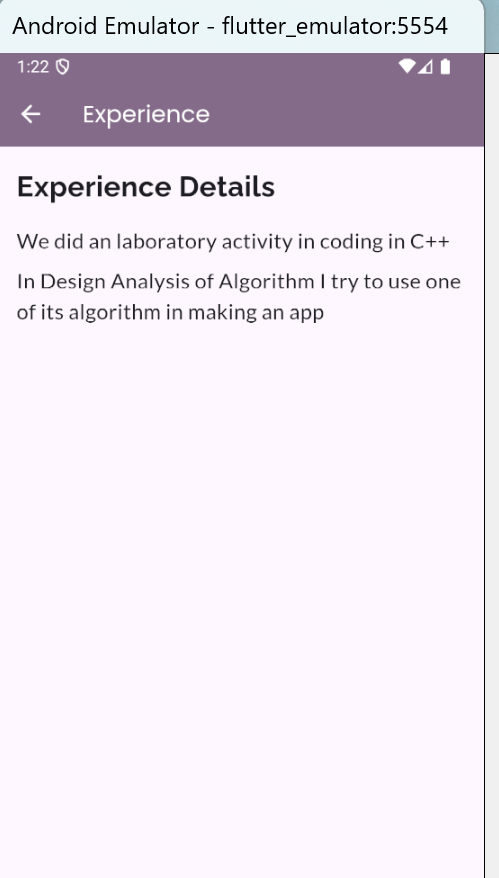 Android Emulator - flutter_emulator:5554
1:22
Experience
Experience Details
We did an laboratory activity in coding in C++
In Design Analysis of Algorithm I try to use one
of its algorithm in making an app